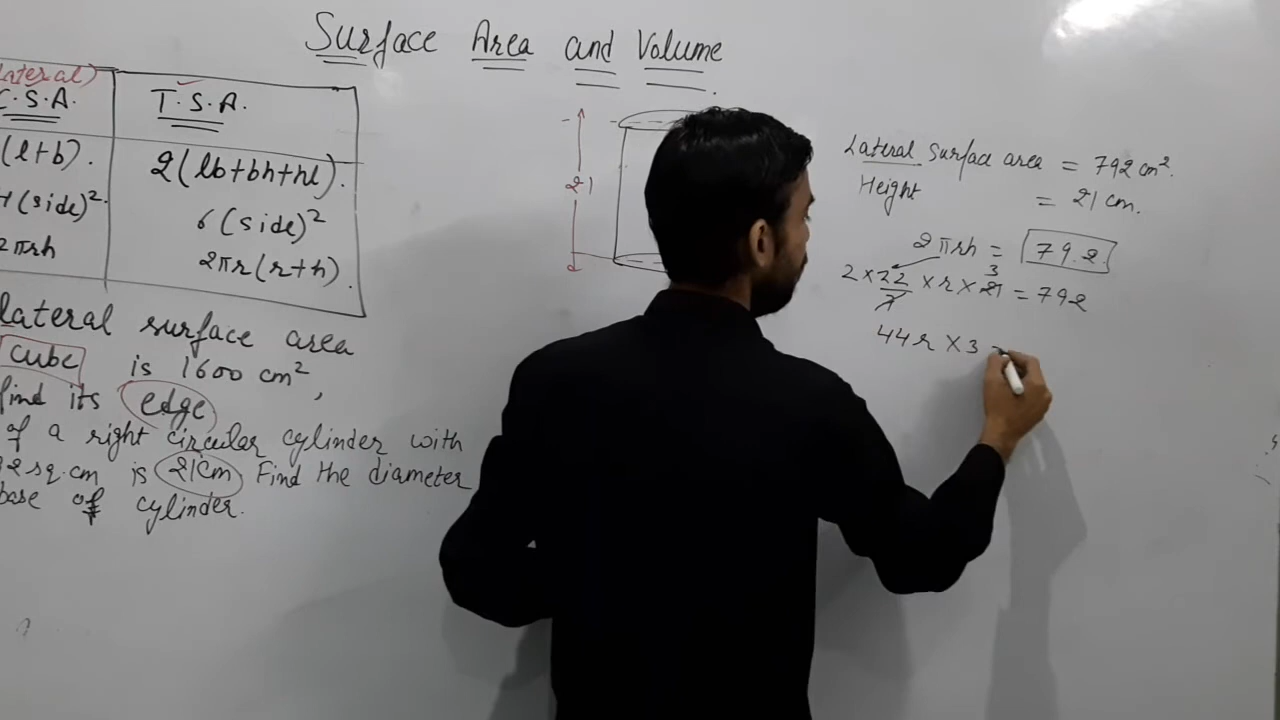 Surface Area and Volume
lateral)
C.S.A. T.S.A.
(l+b). 2(lb+bh+hl).
4(side)². 6(side)²
2πrh 2πr(r+h).
lateral surface area
cube is 1600 cm²,
find its edge
of a right circular cylinder with
92 sq.cm is 21cm Find the diameter
base of cylinder.
21
Lateral surface area = 792 cm².
Height = 21 cm.
2πrh = 792
2 × 22/7 × r × 21 = 792
3
44r × 3 =